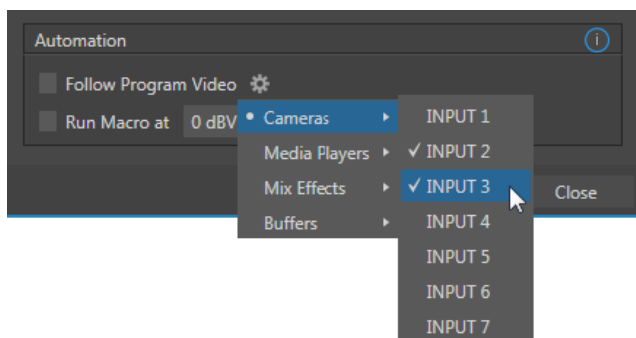 Automation
Follow Program Video
Run Macro at 0 dBV
Cameras
Media Players
Mix Effects
Buffers
INPUT 1
INPUT 2
INPUT 3
INPUT 4
INPUT 5
INPUT 6
INPUT 7
Close